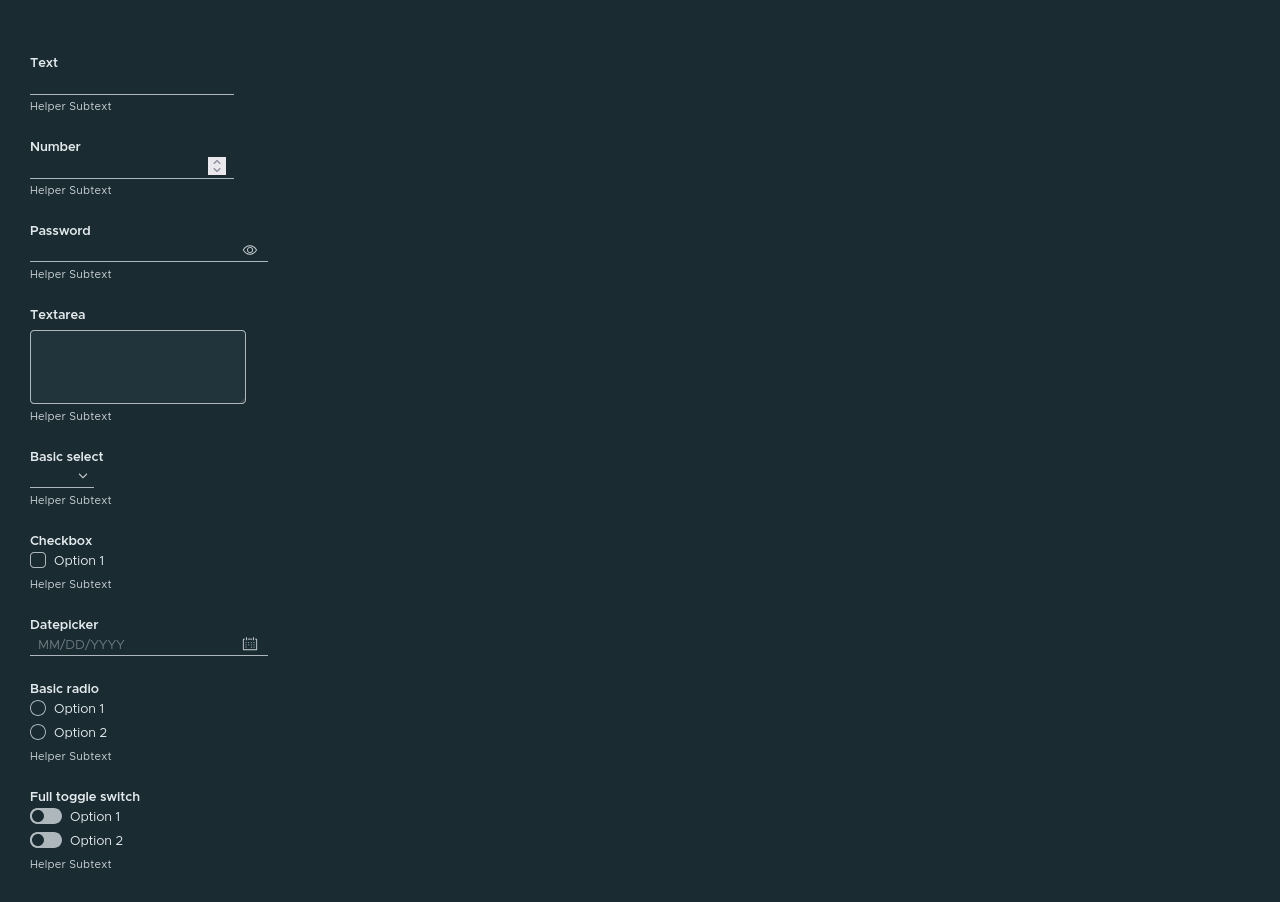 Text
Helper Subtext
Number
Helper Subtext
Password
Helper Subtext
Textarea
Helper Subtext
Basic select
Helper Subtext
Checkbox
Option 1
Helper Subtext
Datepicker
MM/DD/YYYY
Basic radio
Option 1
Option 2
Helper Subtext
Full toggle switch
Option 1
Option 2
Helper Subtext